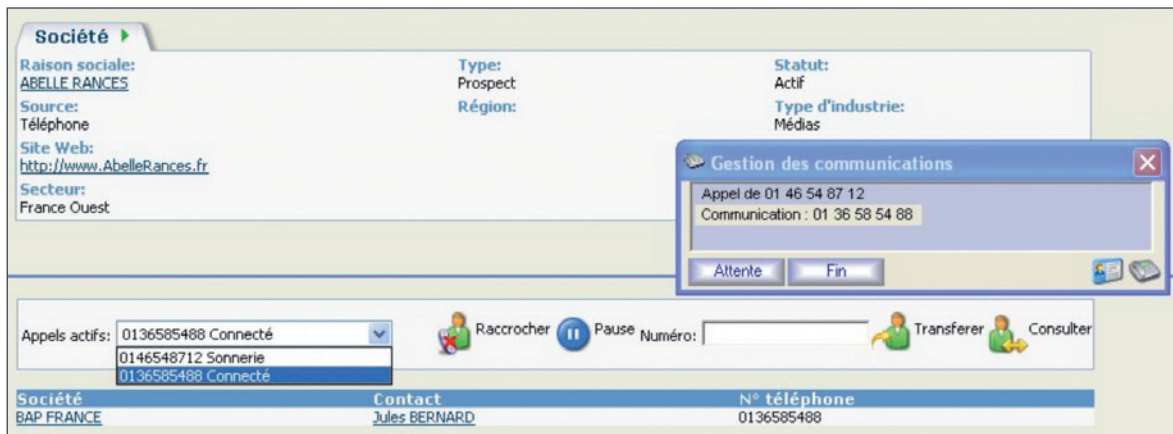 Société
Raison sociale: Type: Statut:
ABELLE RANCES Prospect Actif
Source: Région: Type d'industrie:
Téléphone Médias
Site Web:
http://www.AbelleRances.fr
Secteur:
France Ouest
Gestion des communications
Appel de 01 46 54 87 12
Communication : 01 36 58 54 88
Attente Fin
Appels actifs: 0136585488 Connecté Raccrocher Pause Numéro: Transferer Consulter
0146548712 Sonnerie
0136585488 Connecté
Société Contact N° téléphone
BAP FRANCE Jules BERNARD 0136585488